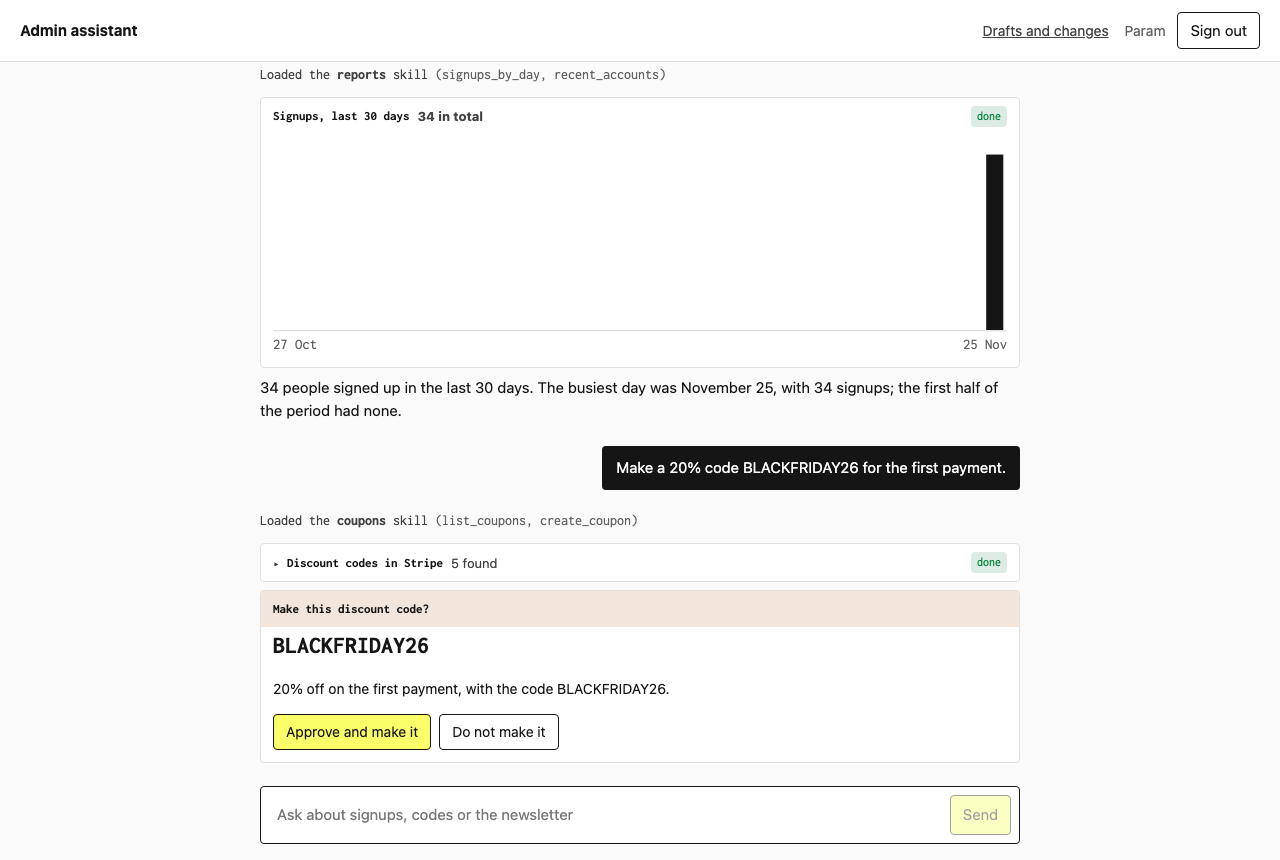 Admin assistant
Drafts and changes
Param
Sign out
Loaded the reports skill (signups_by_day, recent_accounts)
Signups, last 30 days 34 in total
done
27 Oct
25 Nov
34 people signed up in the last 30 days. The busiest day was November 25, with 34 signups; the first half of
the period had none.
Make a 20% code BLACKFRIDAY26 for the first payment.
Loaded the coupons skill (list_coupons, create_coupon)
Discount codes in Stripe 5 found
done
Make this discount code?
BLACKFRIDAY26
20% off on the first payment, with the code BLACKFRIDAY26.
Approve and make it
Do not make it
Ask about signups, codes or the newsletter
Send